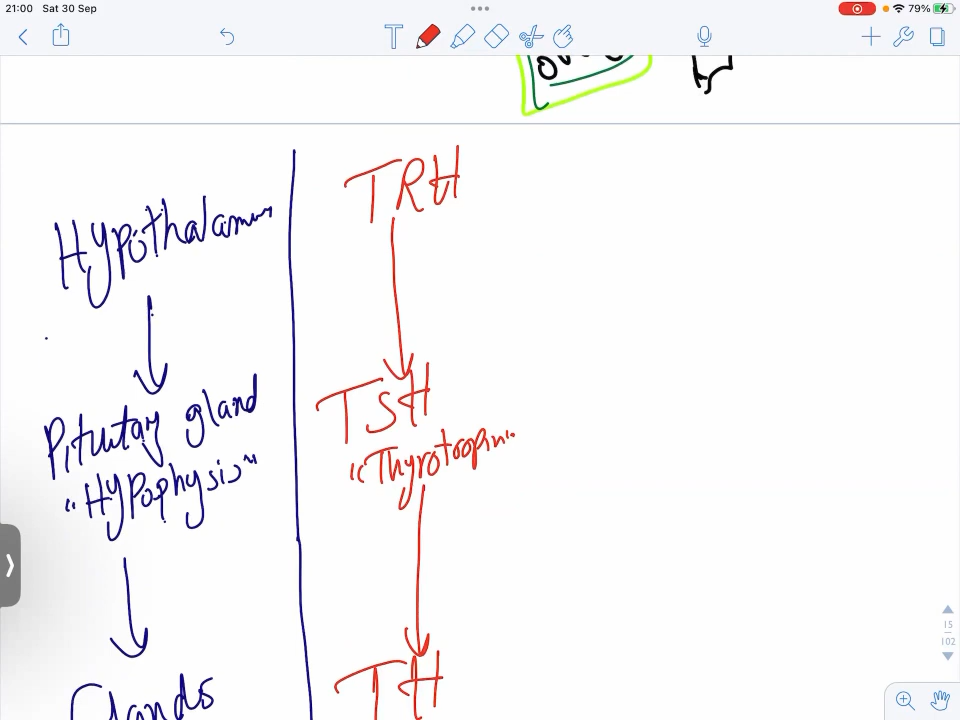 21:00 Sat 30 Sep
79%
Hypothalamus
TRH
Pituitary gland
"Hypophysis"
TSH
"Thyrotropin"
Glands
TH
15
102